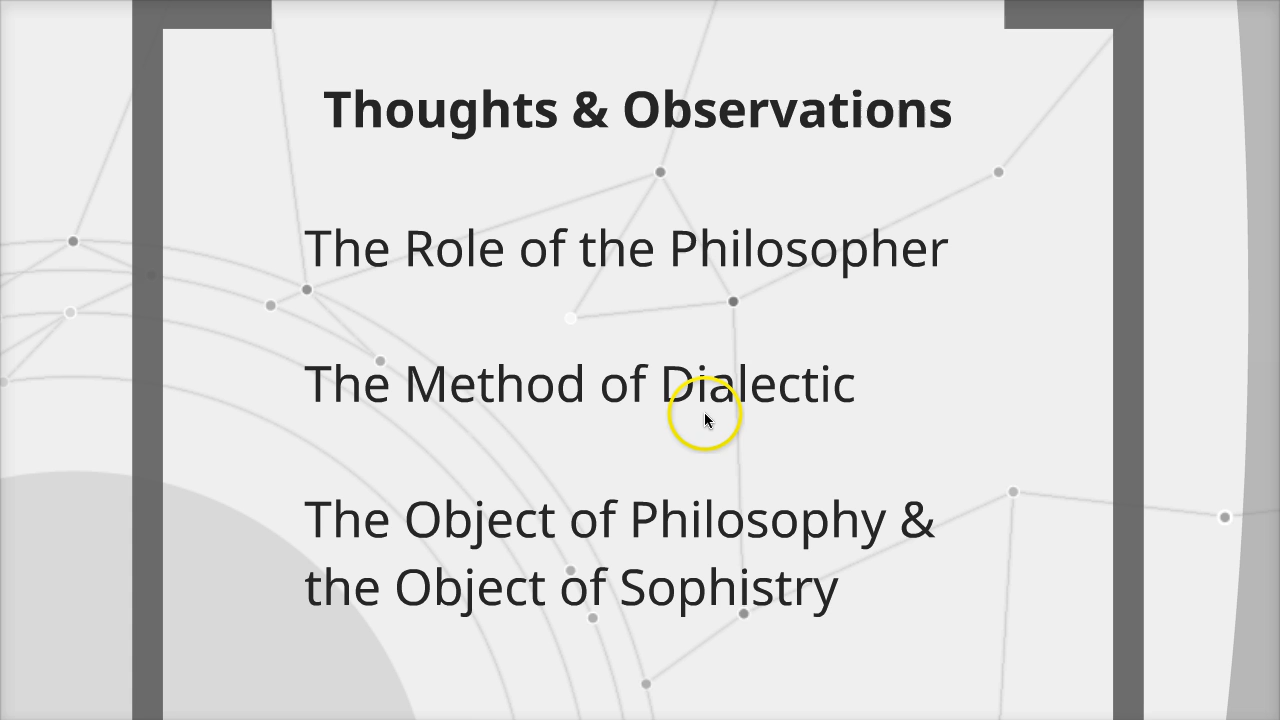 Thoughts & Observations
The Role of the Philosopher
The Method of Dialectic
The Object of Philosophy &
the Object of Sophistry